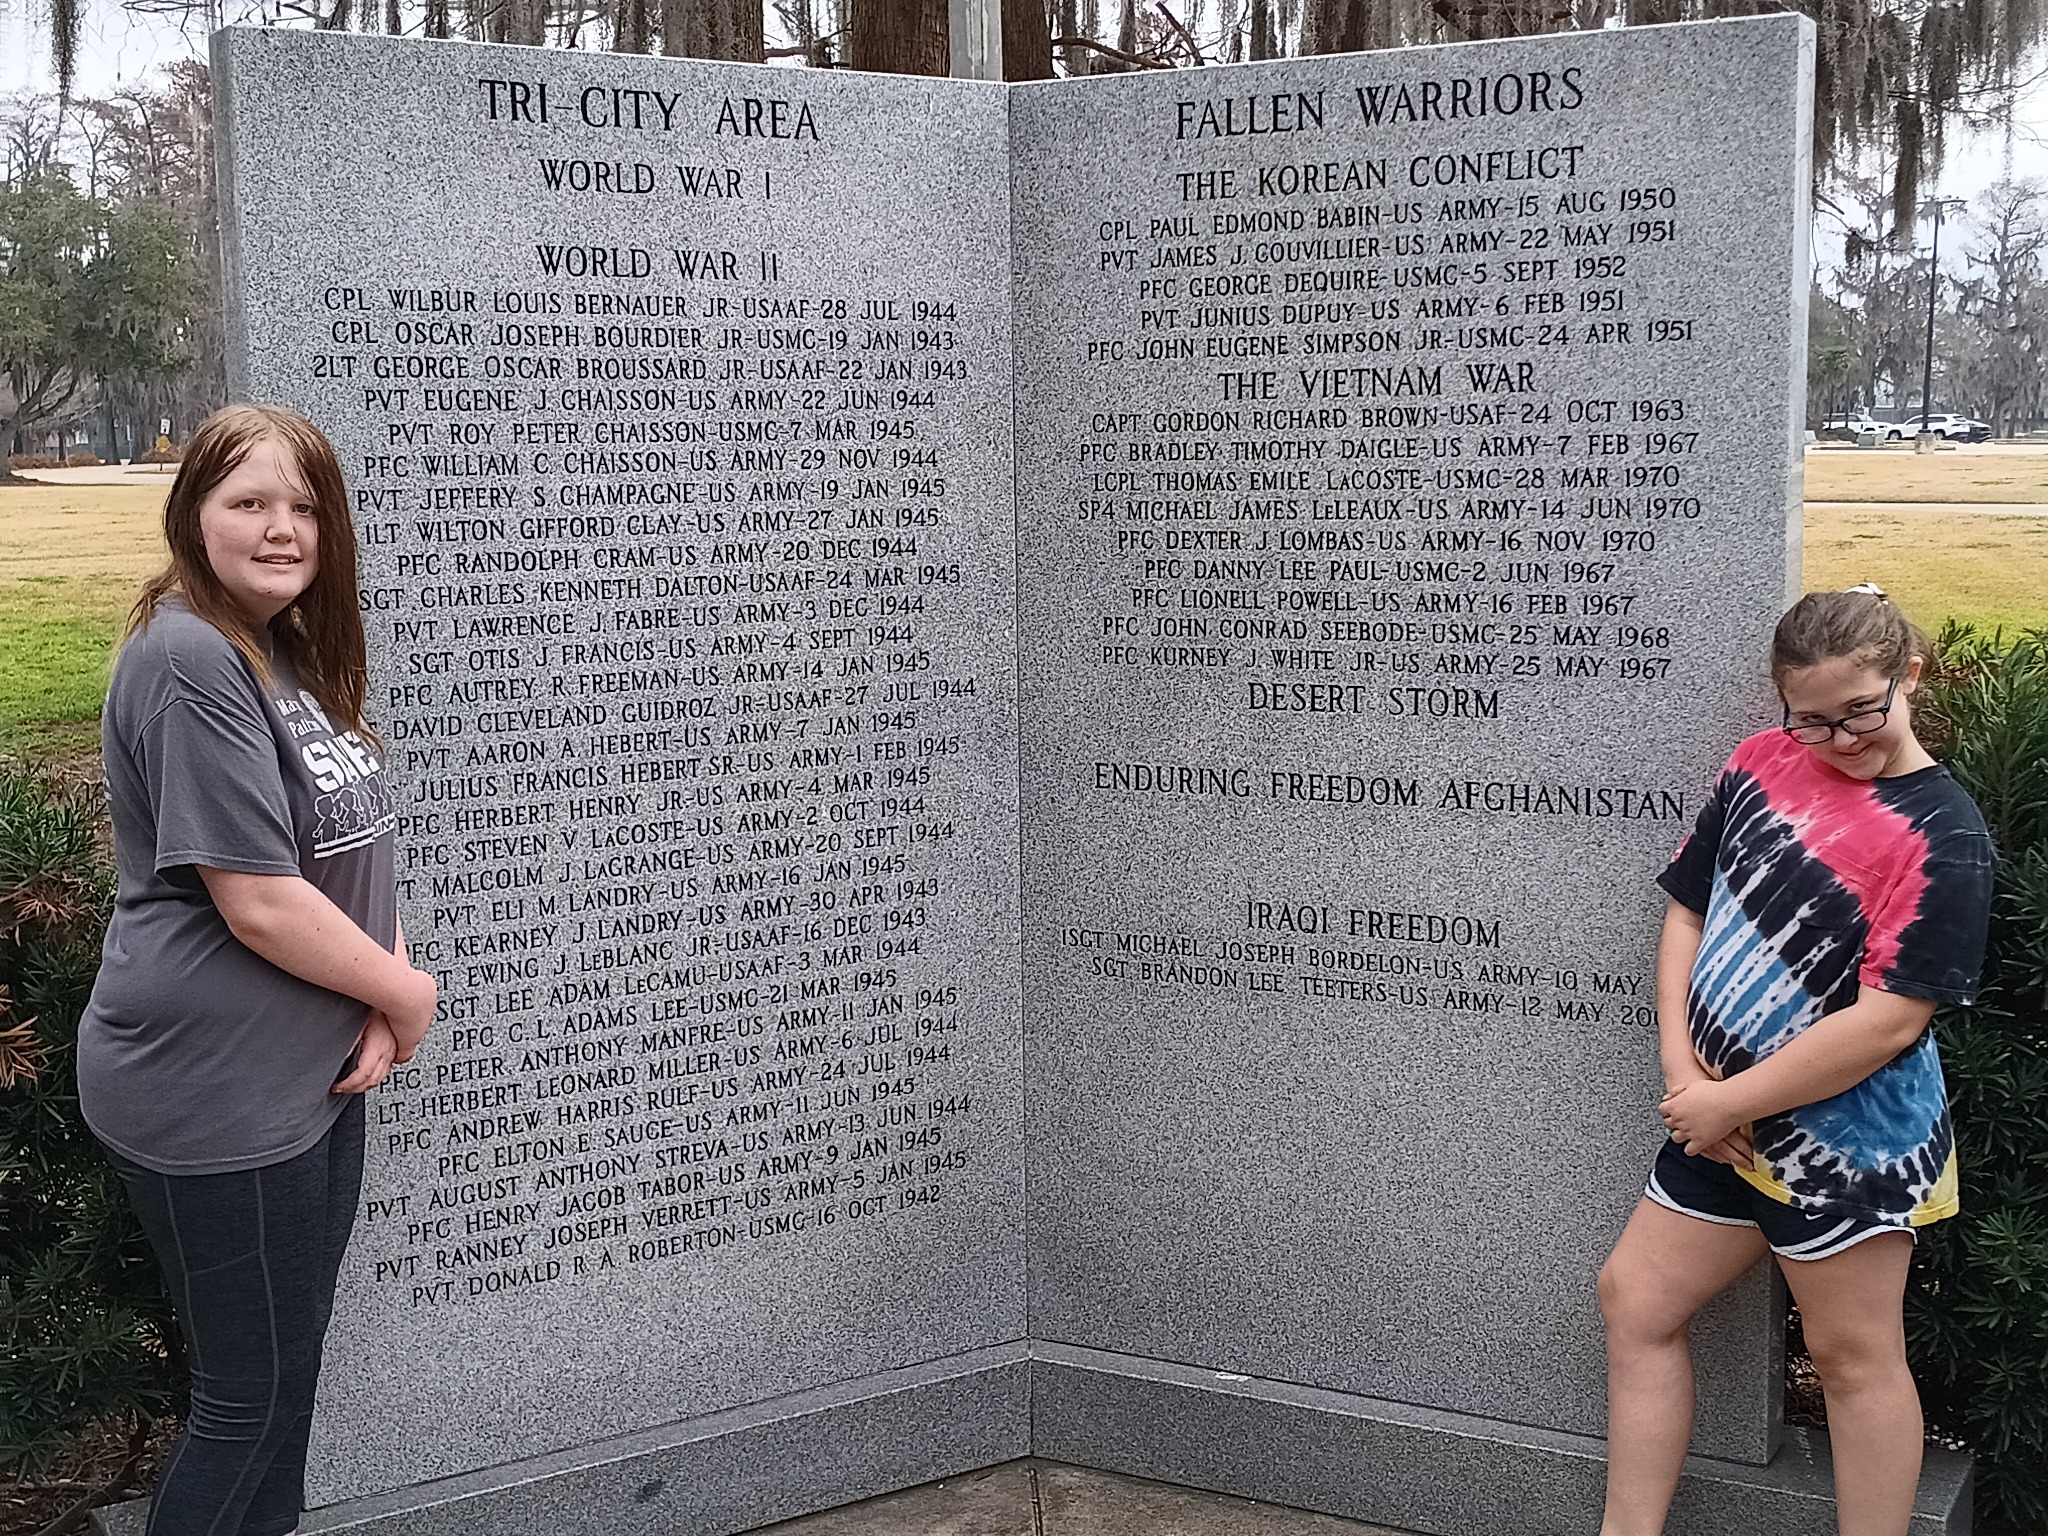 TRI-CITY AREA
WORLD WAR I
WORLD WAR II
CPL WILBUR LOUIS BERNAUER JR-USAAF-28 JUL 1944
CPL OSCAR JOSEPH BOURDIER JR-USMC-19 JAN 1943
2LT GEORGE OSCAR BROUSSARD JR-USAAF-22 JAN 1943
PVT EUGENE J. CHAISSON-US ARMY-22 JUN 1944
PVT ROY PETER CHAISSON-USMC-7 MAR 1945
PFC WILLIAM C. CHAISSON-US ARMY-29 NOV 1944
PVT JEFFERY S. CHAMPAGNE-US ARMY-19 JAN 1945
1LT WILTON GIFFORD CLAY-US ARMY-27 JAN 1945
PFC RANDOLPH CRAM-US ARMY-20 DEC 1944
SGT CHARLES KENNETH DALTON-USAAF-24 MAR 1945
PVT LAWRENCE J. FABRE-US ARMY-3 DEC 1944
SGT OTIS J. FRANCIS-US ARMY-4 SEPT 1944
PFC AUTREY R. FREEMAN-US ARMY-14 JAN 1945
DAVID CLEVELAND GUIDROZ JR-USAAF-27 JUL 1944
PVT AARON A. HEBERT-US ARMY-7 JAN 1945
JULIUS FRANCIS HEBERT SR.-US ARMY-1 FEB 1945
PFC HERBERT HENRY JR-US ARMY-4 MAR 1945
PFC STEVEN V. LACOSTE-US ARMY-2 OCT 1944
MALCOLM J. LAGRANGE-US ARMY-20 SEPT 1944
PVT ELI M. LANDRY-US ARMY-16 JAN 1945
PFC KEARNEY J. LANDRY-US ARMY-30 APR 1943
EWING J. LEBLANC JR.-USAAF-16 DEC 1943
SGT LEE ADAM LECAMU-USAAF-3 MAR 1944
PFC C. L. ADAMS LEE-USMC-21 MAR 1945
PFC PETER ANTHONY MANFRE-US ARMY-11 JAN 1945
LT HERBERT LEONARD MILLER-US ARMY-6 JUL 1944
PFC ANDREW HARRIS RULF-US ARMY-24 JUL 1944
PFC ELTON E. SAUCE-US ARMY-11 JUN 1945
PVT AUGUST ANTHONY STREVA-US ARMY-13 JUN 1944
PFC HENRY JACOB TABOR-US ARMY-9 JAN 1945
PVT RANNEY JOSEPH VERRETT-US ARMY-5 JAN 1945
PVT DONALD R. A. ROBERTON-USMC-16 OCT 1942
FALLEN WARRIORS
THE KOREAN CONFLICT
CPL PAUL EDMOND BABIN-US ARMY-15 AUG 1950
PVT JAMES J. COUVILLIER-US ARMY-22 MAY 1951
PFC GEORGE DEQUIRE-USMC-5 SEPT 1952
PVT JUNIUS DUPUY-US ARMY-6 FEB 1951
PFC JOHN EUGENE SIMPSON JR-USMC-24 APR 1951
THE VIETNAM WAR
CAPT GORDON RICHARD BROWN-USAF-24 OCT 1963
PFC BRADLEY TIMOTHY DAIGLE-US ARMY-7 FEB 1967
LCPL THOMAS EMILE LACOSTE-USMC-28 MAR 1970
SP4 MICHAEL JAMES LELEAUX-US ARMY-14 JUN 1970
PFC DEXTER J. LOMBAS-US ARMY-16 NOV 1970
PFC DANNY LEE PAUL-USMC-2 JUN 1967
PFC LIONELL POWELL-US ARMY-16 FEB 1967
PFC JOHN CONRAD SEEBODE-USMC-25 MAY 1968
PFC KURNEY J. WHITE JR-US ARMY-25 MAY 1967
DESERT STORM
ENDURING FREEDOM AFGHANISTAN
IRAQI FREEDOM
1SGT MICHAEL JOSEPH BORDELON-US ARMY-10 MAY
SGT BRANDON LEE TEETERS-US ARMY-12 MAY